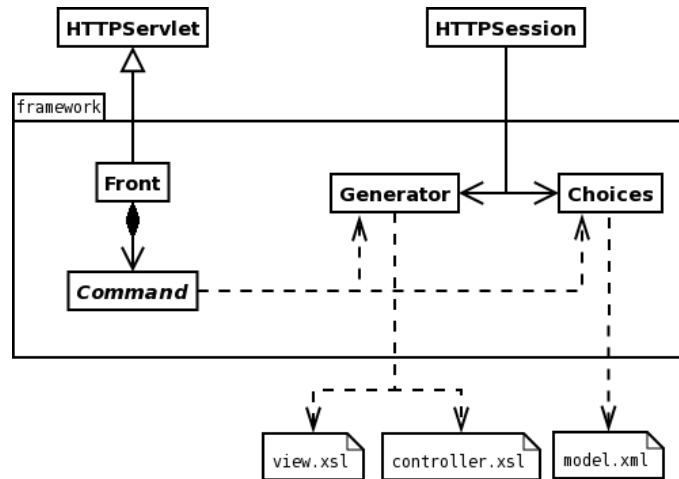 HTTPServlet
HTTPSession
framework
Front
Generator
Choices
Command
view.xsl
controller.xsl
model.xml